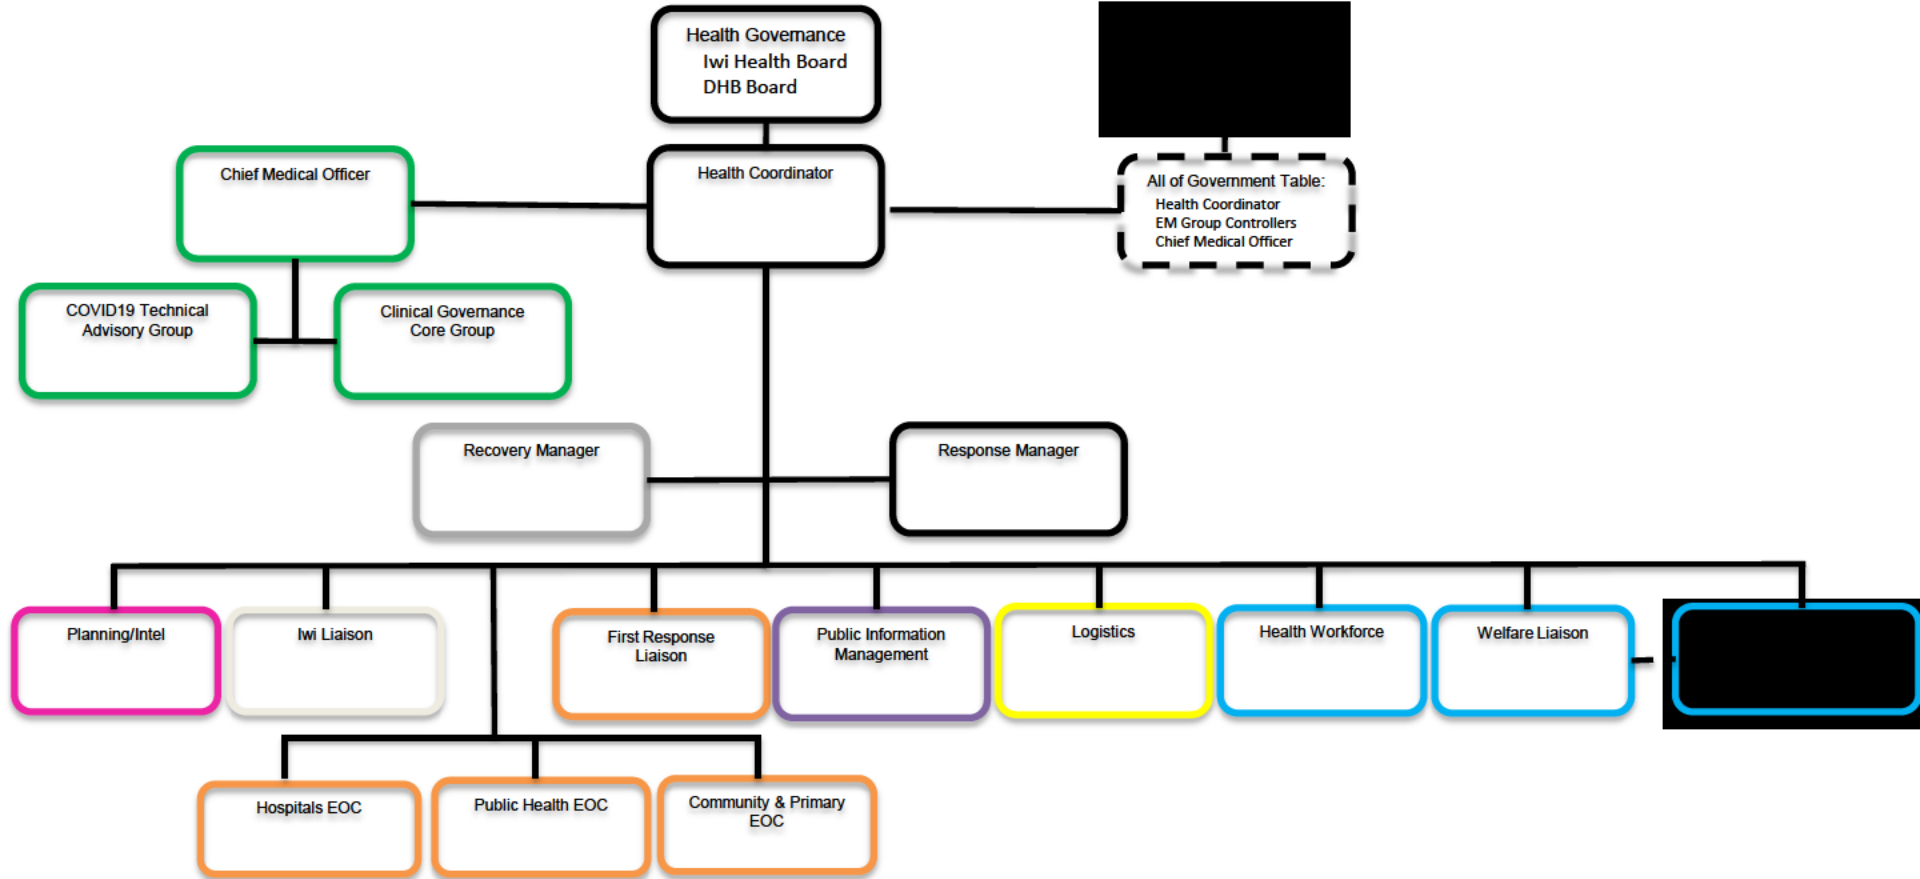 Health Governance
Iwi Health Board
DHB Board
Chief Medical Officer
Health Coordinator
All of Government Table:
Health Coordinator
EM Group Controllers
Chief Medical Officer
COVID19 Technical
Advisory Group
Clinical Governance
Core Group
Recovery Manager
Response Manager
Planning/Intel
Iwi Liaison
First Response
Liaison
Public Information
Management
Logistics
Health Workforce
Welfare Liaison
Hospitals EOC
Public Health EOC
Community & Primary
EOC